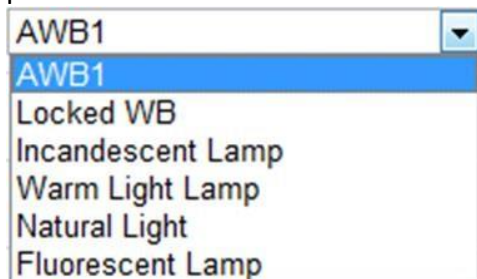 AWB1
AWB1
Locked WB
Incandescent Lamp
Warm Light Lamp
Natural Light
Fluorescent Lamp